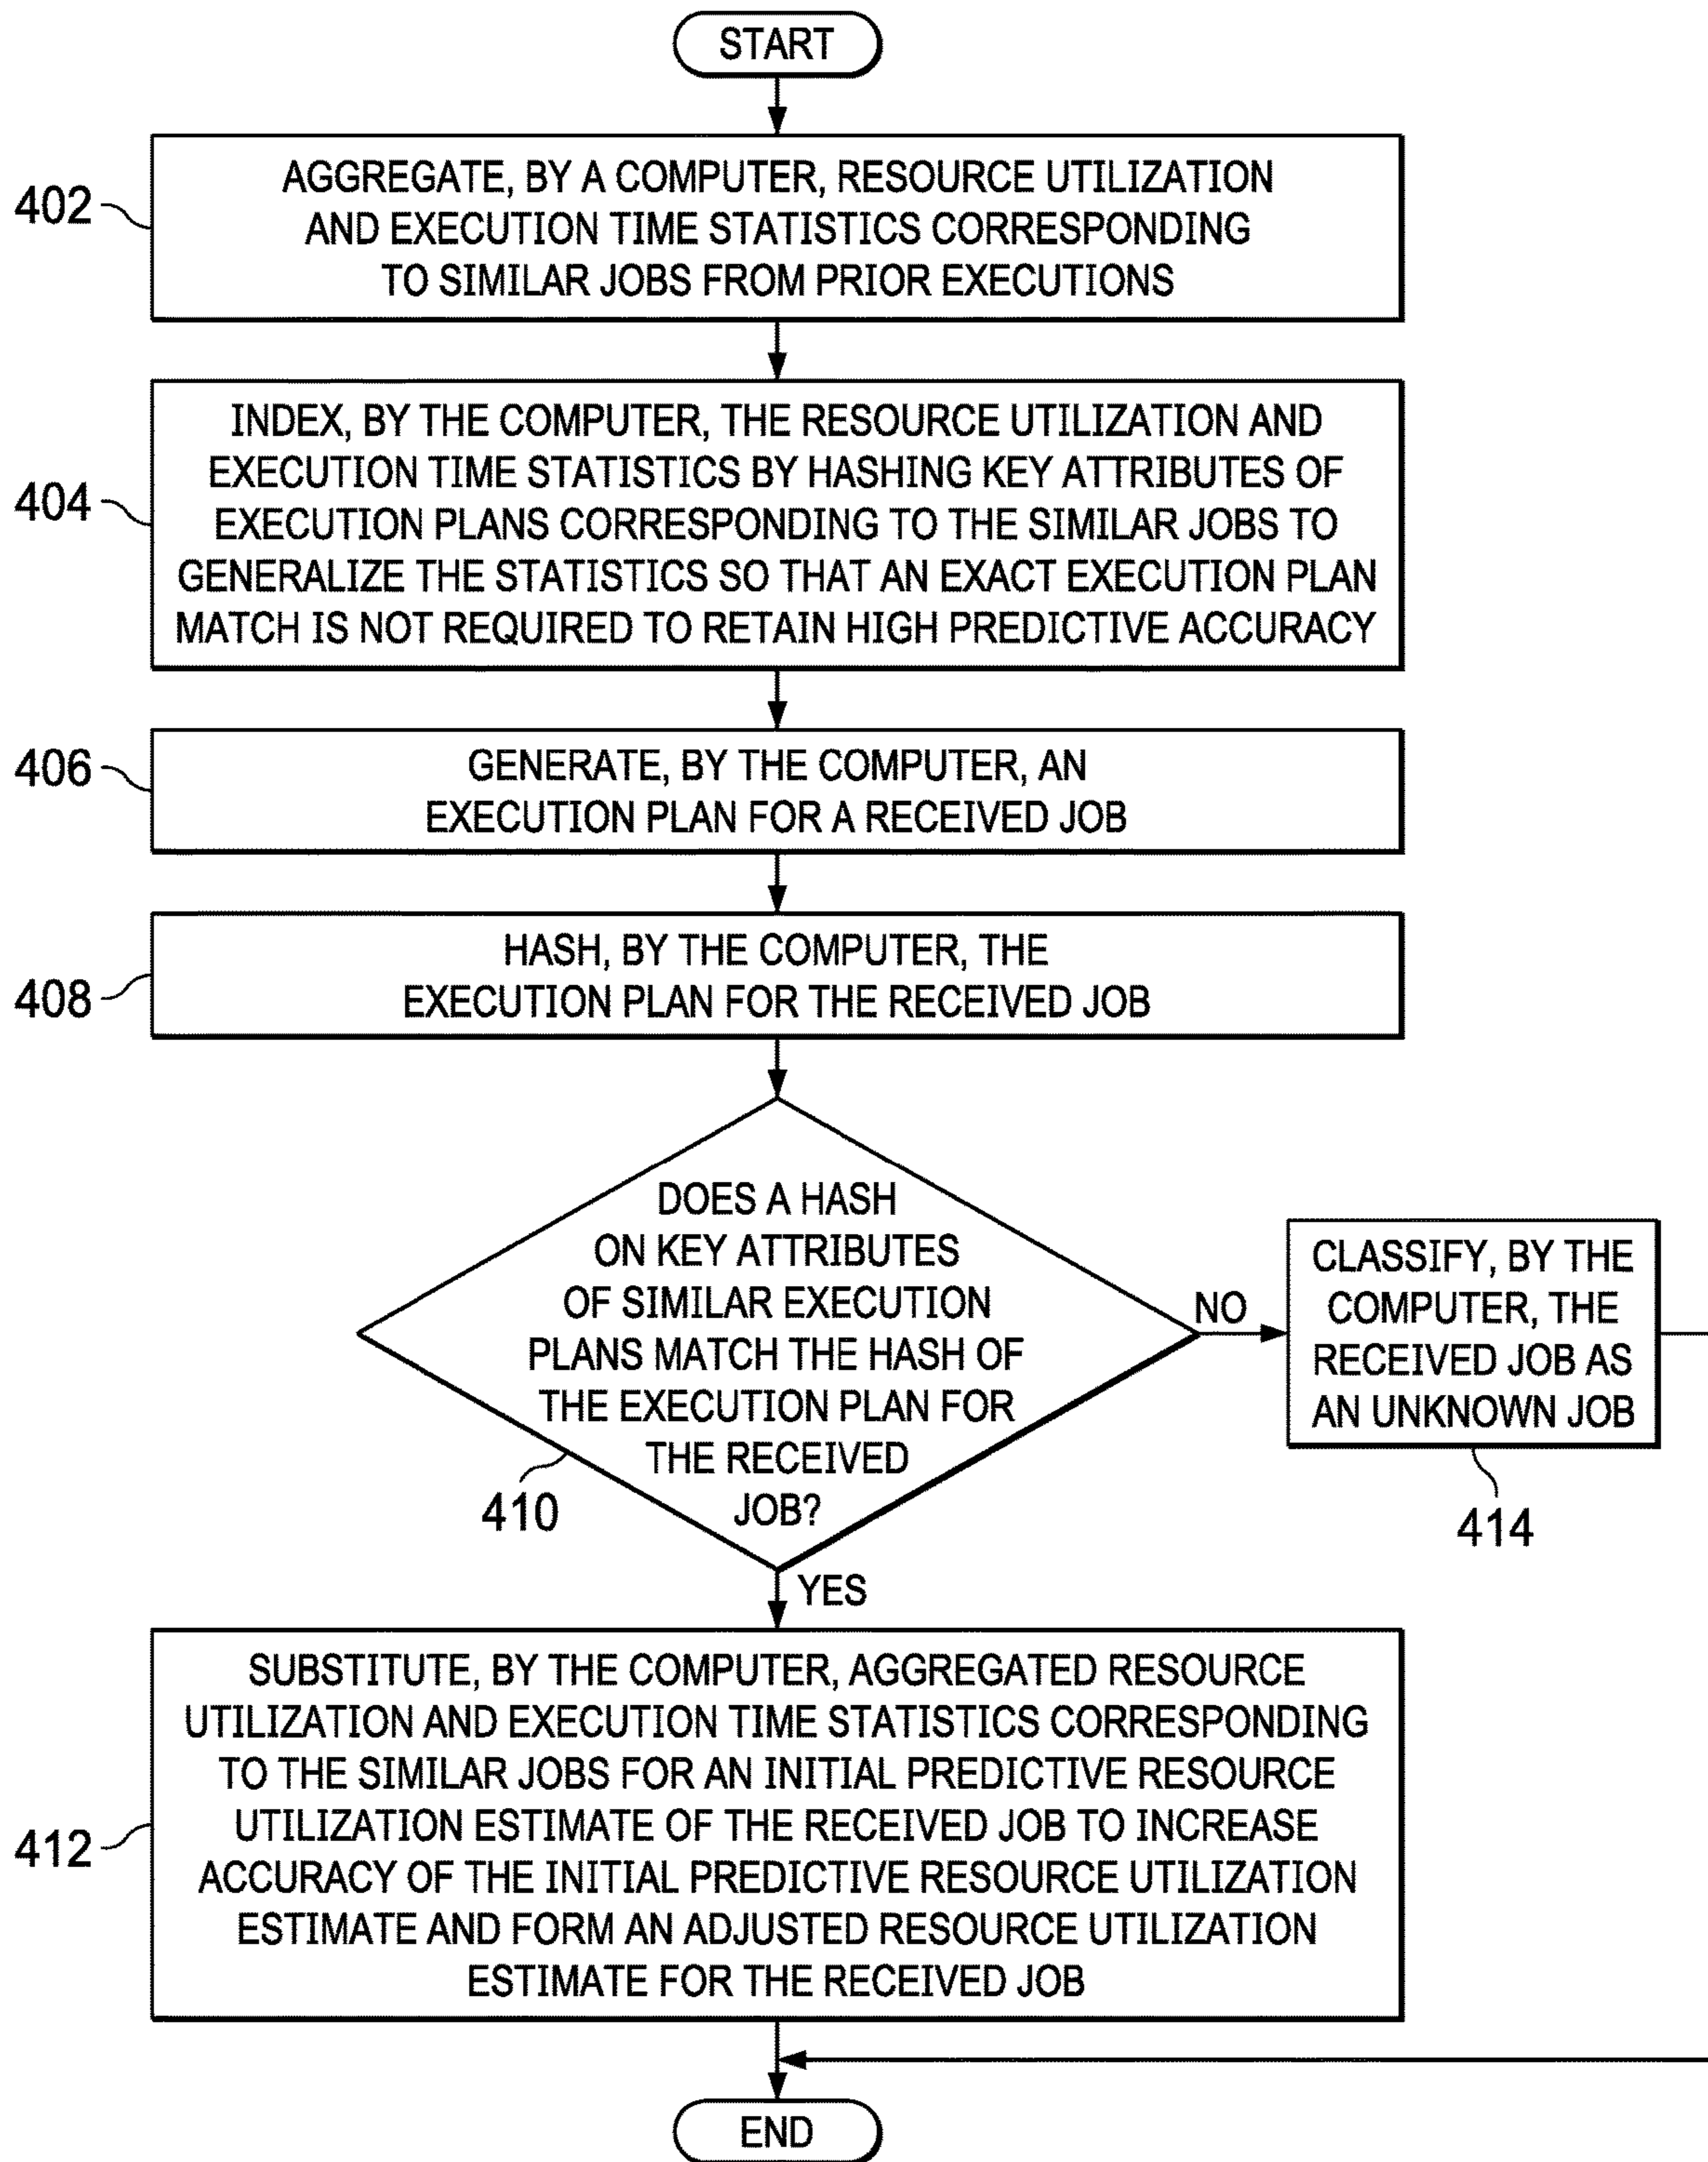 START
402
AGGREGATE, BY A COMPUTER, RESOURCE UTILIZATION
AND EXECUTION TIME STATISTICS CORRESPONDING
TO SIMILAR JOBS FROM PRIOR EXECUTIONS
404
INDEX, BY THE COMPUTER, THE RESOURCE UTILIZATION AND
EXECUTION TIME STATISTICS BY HASHING KEY ATTRIBUTES OF
EXECUTION PLANS CORRESPONDING TO THE SIMILAR JOBS TO
GENERALIZE THE STATISTICS SO THAT AN EXACT EXECUTION PLAN
MATCH IS NOT REQUIRED TO RETAIN HIGH PREDICTIVE ACCURACY
406
GENERATE, BY THE COMPUTER, AN
EXECUTION PLAN FOR A RECEIVED JOB
408
HASH, BY THE COMPUTER, THE
EXECUTION PLAN FOR THE RECEIVED JOB
DOES A HASH
ON KEY ATTRIBUTES
OF SIMILAR EXECUTION
PLANS MATCH THE HASH OF
THE EXECUTION PLAN FOR
THE RECEIVED
JOB?
410
NO
CLASSIFY, BY THE
COMPUTER, THE
RECEIVED JOB AS
AN UNKNOWN JOB
414
YES
412
SUBSTITUTE, BY THE COMPUTER, AGGREGATED RESOURCE
UTILIZATION AND EXECUTION TIME STATISTICS CORRESPONDING
TO THE SIMILAR JOBS FOR AN INITIAL PREDICTIVE RESOURCE
UTILIZATION ESTIMATE OF THE RECEIVED JOB TO INCREASE
ACCURACY OF THE INITIAL PREDICTIVE RESOURCE UTILIZATION
ESTIMATE AND FORM AN ADJUSTED RESOURCE UTILIZATION
ESTIMATE FOR THE RECEIVED JOB
END